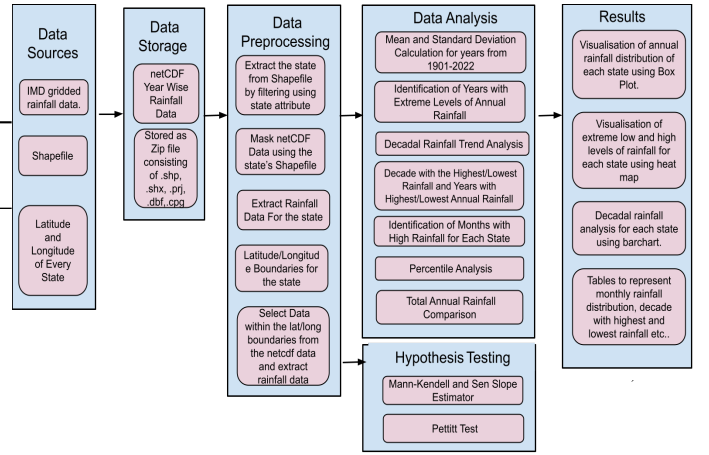 Data
Sources
IMD gridded
rainfall data.
Shapefile
Latitude
and
Longitude
of Every
State
Data
Storage
netCDF
Year Wise
Rainfall
Data
Stored as
Zip file
consisting
of .shp,
.shx, .prj,
.dbf,.cpg
Data
Preprocessing
Extract the state
from Shapefile
by filtering using
state attribute
Mask netCDF
Data using the
state's Shapefile
Extract Rainfall
Data For the state
Latitude/Longitud
e Boundaries for
the state
Select Data
within the lat/long
boundaries from
the netcdf data
and extract
rainfall data
Data Analysis
Mean and Standard Deviation
Calculation for years from
1901-2022
Identification of Years with
Extreme Levels of Annual
Rainfall
Decadal Rainfall Trend Analysis
Decade with the Highest/Lowest
Rainfall and Years with
Highest/Lowest Annual Rainfall
Identification of Months with
High Rainfall for Each State
Percentile Analysis
Total Annual Rainfall
Comparison
Hypothesis Testing
Mann-Kendell and Sen Slope
Estimator
Pettitt Test
Results
Visualisation of annual
rainfall distribution of
each state using Box
Plot.
Visualisation of
extreme low and high
levels of rainfall for
each state using heat
map
Decadal rainfall
analysis for each state
using barchart.
Tables to represent
monthly rainfall
distribution, decade
with highest and
lowest rainfall etc..